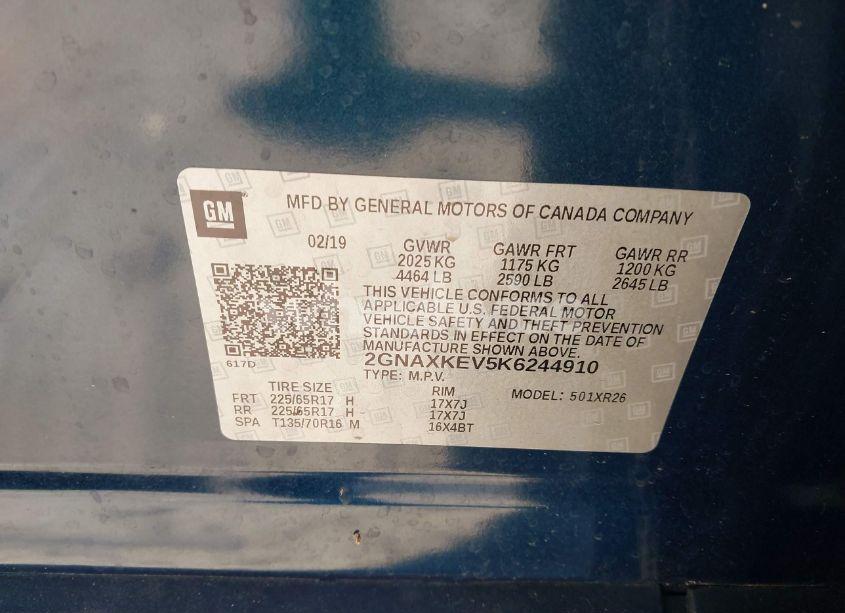 GM
MFD BY GENERAL MOTORS OF CANADA COMPANY
02/19 GVWR GAWR FRT GAWR RR
2025 KG 1175 KG 1200 KG
4464 LB 2590 LB 2645 LB
THIS VEHICLE CONFORMS TO ALL
APPLICABLE U.S. FEDERAL MOTOR
VEHICLE SAFETY AND THEFT PREVENTION
STANDARDS IN EFFECT ON THE DATE OF
MANUFACTURE SHOWN ABOVE.
617D
2GNAXKEV5K6244910
TYPE: M.P.V.
TIRE SIZE RIM MODEL: 501XR26
FRT 225/65R17 H 17X7J
RR 225/65R17 H 17X7J
SPA T135/70R16 M 16X4BT